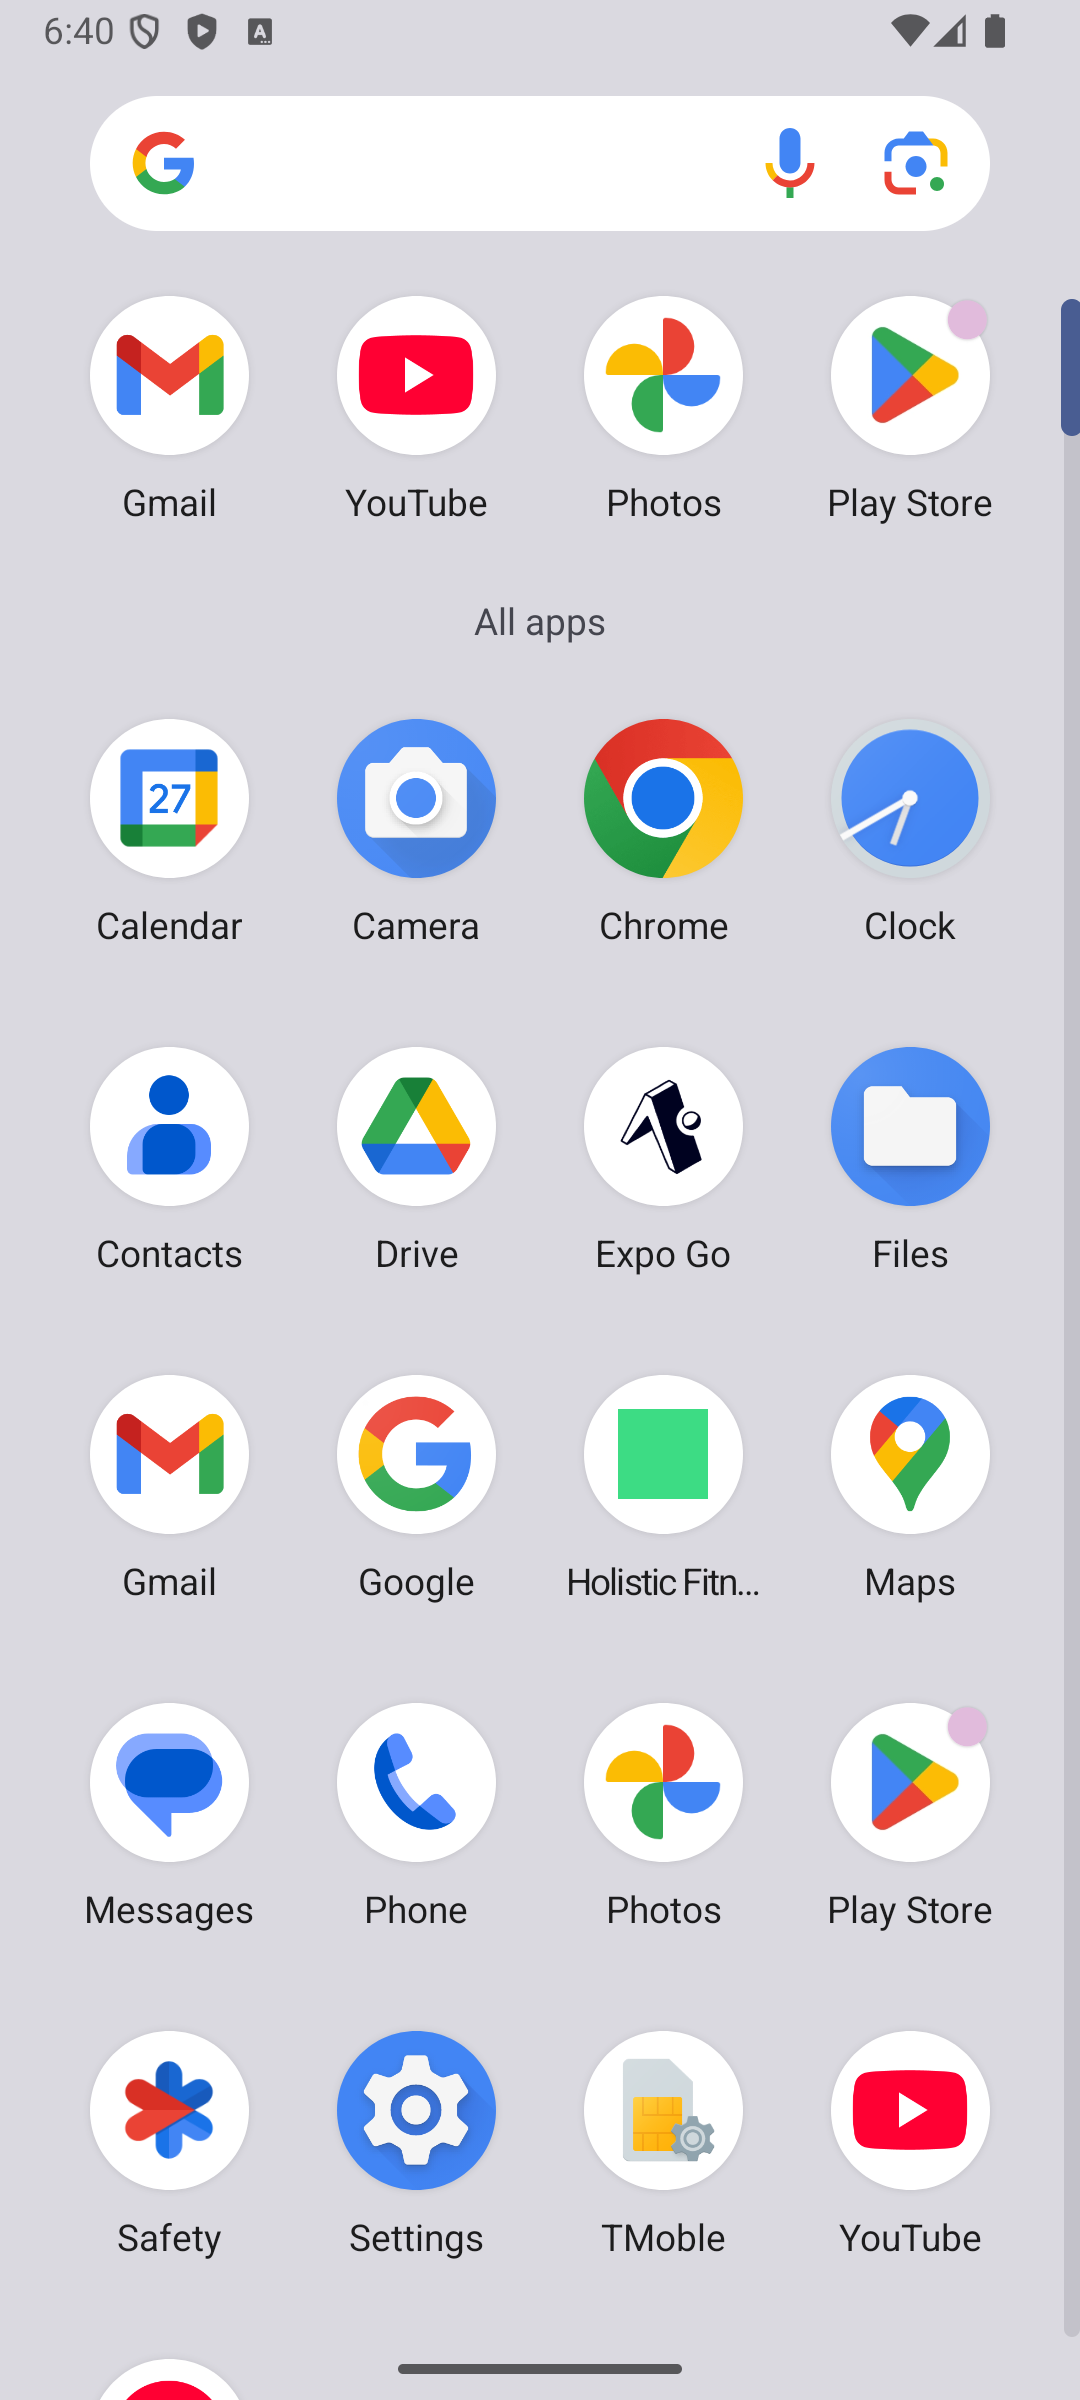 6:40
Gmail YouTube Photos Play Store
All apps
27
Calendar Camera Chrome Clock
Contacts Drive Expo Go Files
Gmail Google Holistic Fitn... Maps
Messages Phone Photos Play Store
Safety Settings TMoble YouTube